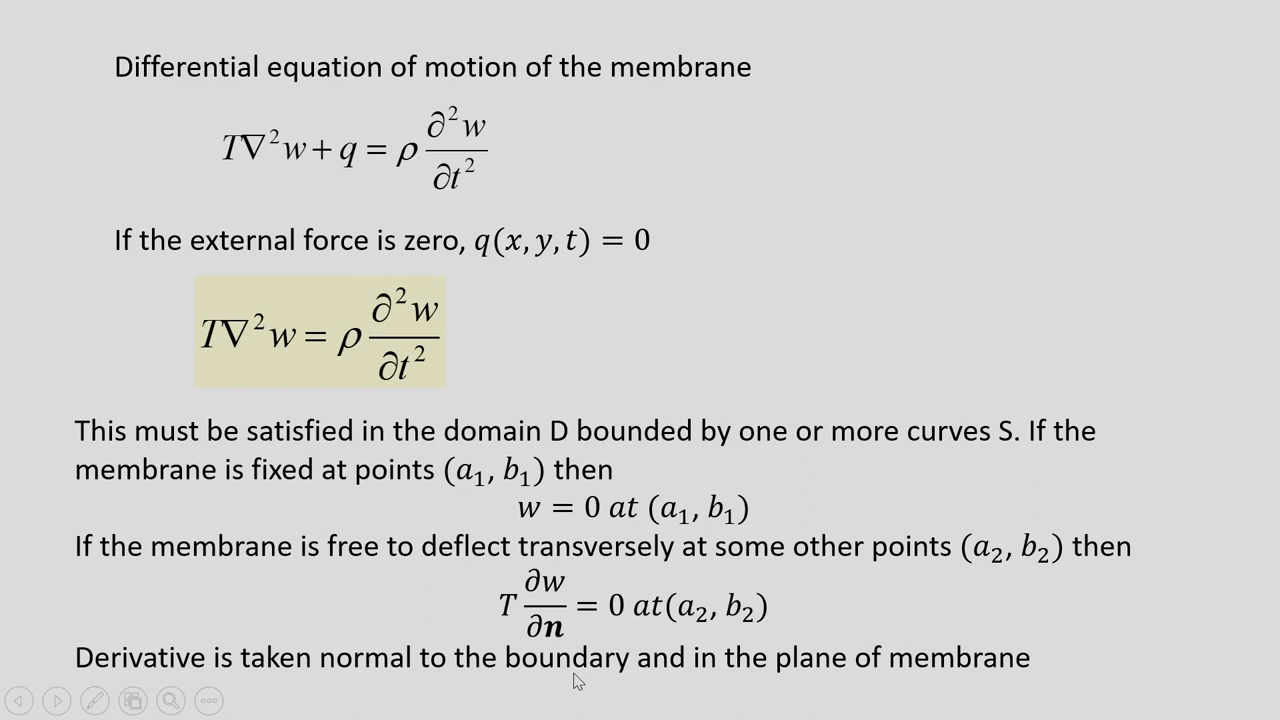 Differential equation of motion of the membrane
T∇²w + q = ρ ∂²w/∂t²
If the external force is zero, q(x, y, t) = 0
T∇²w = ρ ∂²w/∂t²
This must be satisfied in the domain D bounded by one or more curves S. If the
membrane is fixed at points (a₁, b₁) then
w = 0 at (a₁, b₁)
If the membrane is free to deflect transversely at some other points (a₂, b₂) then
T ∂w/∂n = 0 at(a₂, b₂)
Derivative is taken normal to the boundary and in the plane of membrane